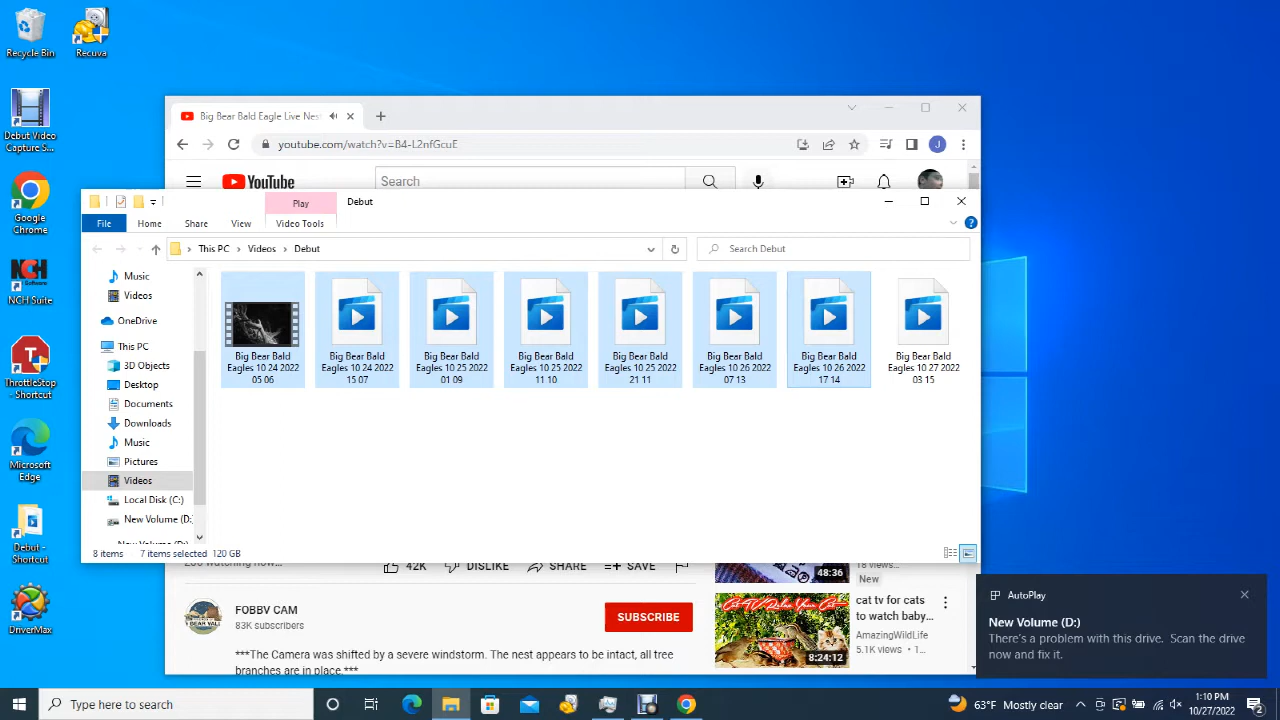 Recycle Bin
Recuva
Debut Video
Capture S...
Google
Chrome
NCH Suite
ThrottleStop
- Shortcut
Microsoft
Edge
Debut -
Shortcut
DriverMax
Big Bear Bald Eagle Live Nes
youtube.com/watch?v=B4-L2nfGcuE
J
YouTube
Search
Play
Debut
File
Home
Share
View
Video Tools
This PC
Videos
Debut
Search Debut
Music
Videos
OneDrive
This PC
3D Objects
Desktop
Documents
Downloads
Music
Pictures
Videos
Local Disk (C:)
New Volume (D:
Big Bear Bald
Eagles 10 24 2022
05 06
Big Bear Bald
Eagles 10 24 2022
15 07
Big Bear Bald
Eagles 10 25 2022
01 09
Big Bear Bald
Eagles 10 25 2022
11 10
Big Bear Bald
Eagles 10 25 2022
21 11
Big Bear Bald
Eagles 10 26 2022
07 13
Big Bear Bald
Eagles 10 26 2022
17 14
Big Bear Bald
Eagles 10 27 2022
03 15
8 items 7 items selected 120 GB
watching now...
42K DISLIKE SHARE SAVE
FOBBV CAM
83K subscribers
SUBSCRIBE
***The Camera was shifted by a severe windstorm. The nest appears to be intact, all tree
branches are in place.***
48:36
18 views...
New
8:24:12
cat tv for cats
to watch baby...
AmazingWildLife
5.1K views • 1...
AutoPlay
New Volume (D:)
There's a problem with this drive. Scan the drive
now and fix it.
Type here to search
63°F Mostly clear
1:10 PM
10/27/2022
2